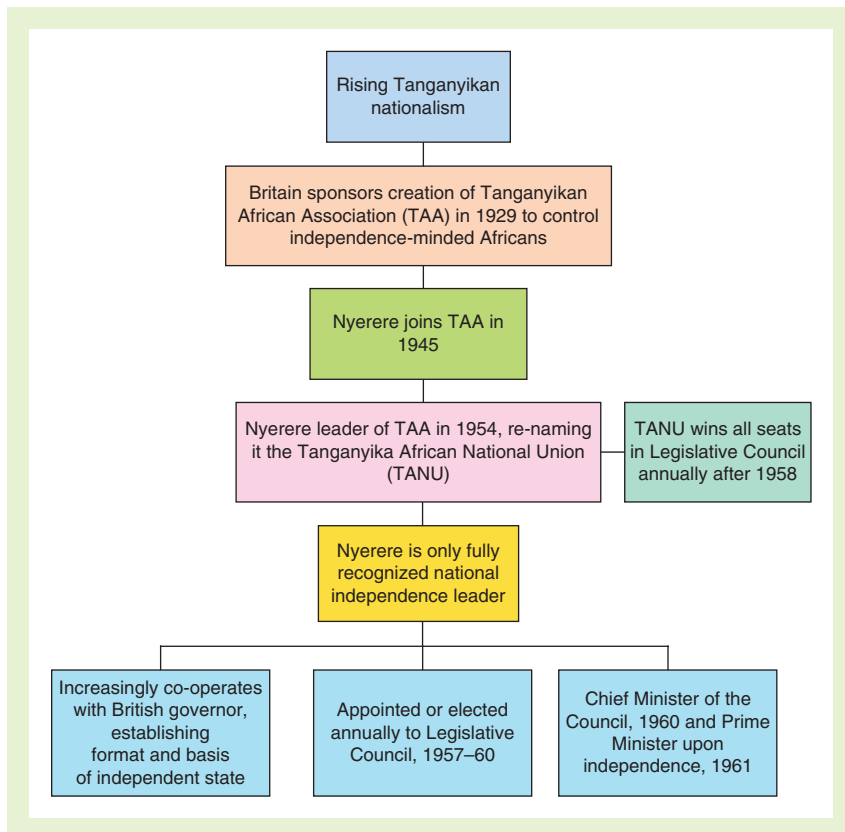 Rising Tanganyikan
nationalism
Britain sponsors creation of Tanganyikan
African Association (TAA) in 1929 to control
independence-minded Africans
Nyerere joins TAA in
1945
Nyerere leader of TAA in 1954, re-naming
it the Tanganyika African National Union
(TANU)
TANU wins all seats
in Legislative Council
annually after 1958
Nyerere is only fully
recognized national
independence leader
Increasingly co-operates
with British governor,
establishing
format and basis
of independent state
Appointed or elected
annually to Legislative
Council, 1957–60
Chief Minister of the
Council, 1960 and Prime
Minister upon
independence, 1961